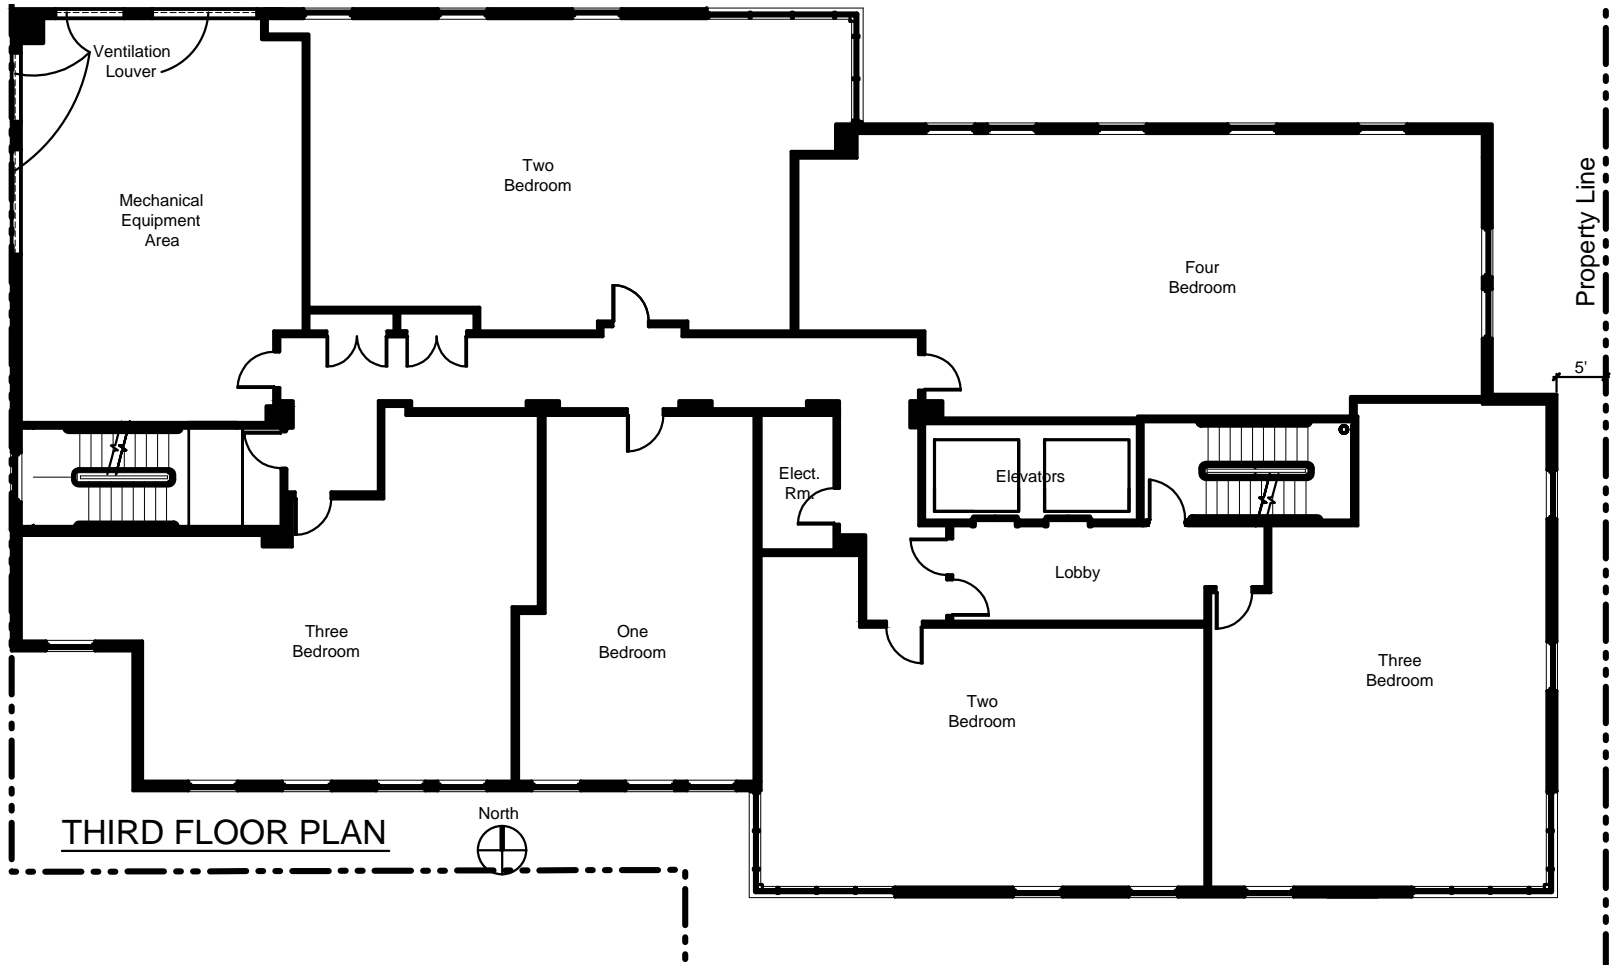 Ventilation
Louver
Two
Bedroom
Mechanical
Equipment
Area
Property Line
Four
Bedroom
5'
Elect.
Rm.
Elevators
Lobby
Three
Bedroom
One
Bedroom
Three
Bedroom
Two
Bedroom
North
THIRD FLOOR PLAN